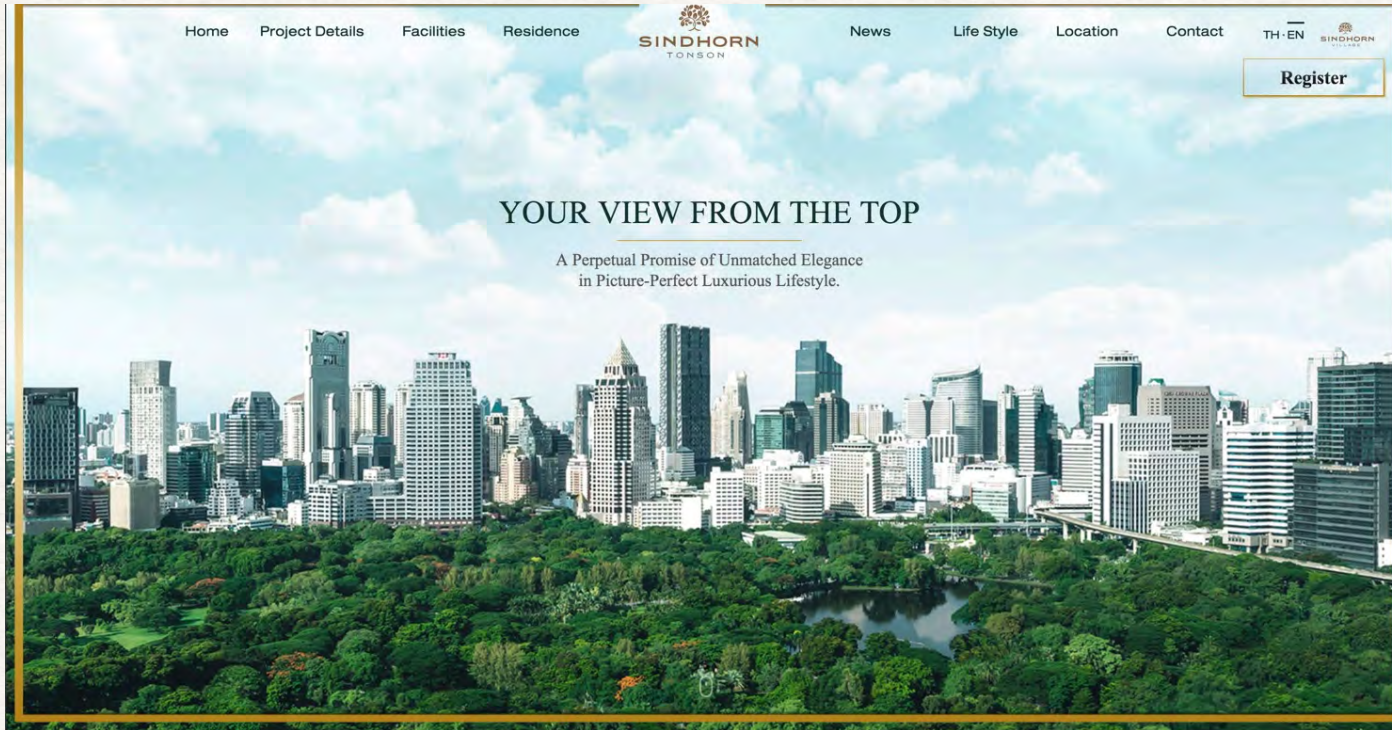 Home
Project Details
Facilities
Residence
SINDHORN
TONSON
News
Life Style
Location
Contact
TH · EN
SINDHORN
VILLAGE
Register
YOUR VIEW FROM THE TOP
A Perpetual Promise of Unmatched Elegance
in Picture-Perfect Luxurious Lifestyle.